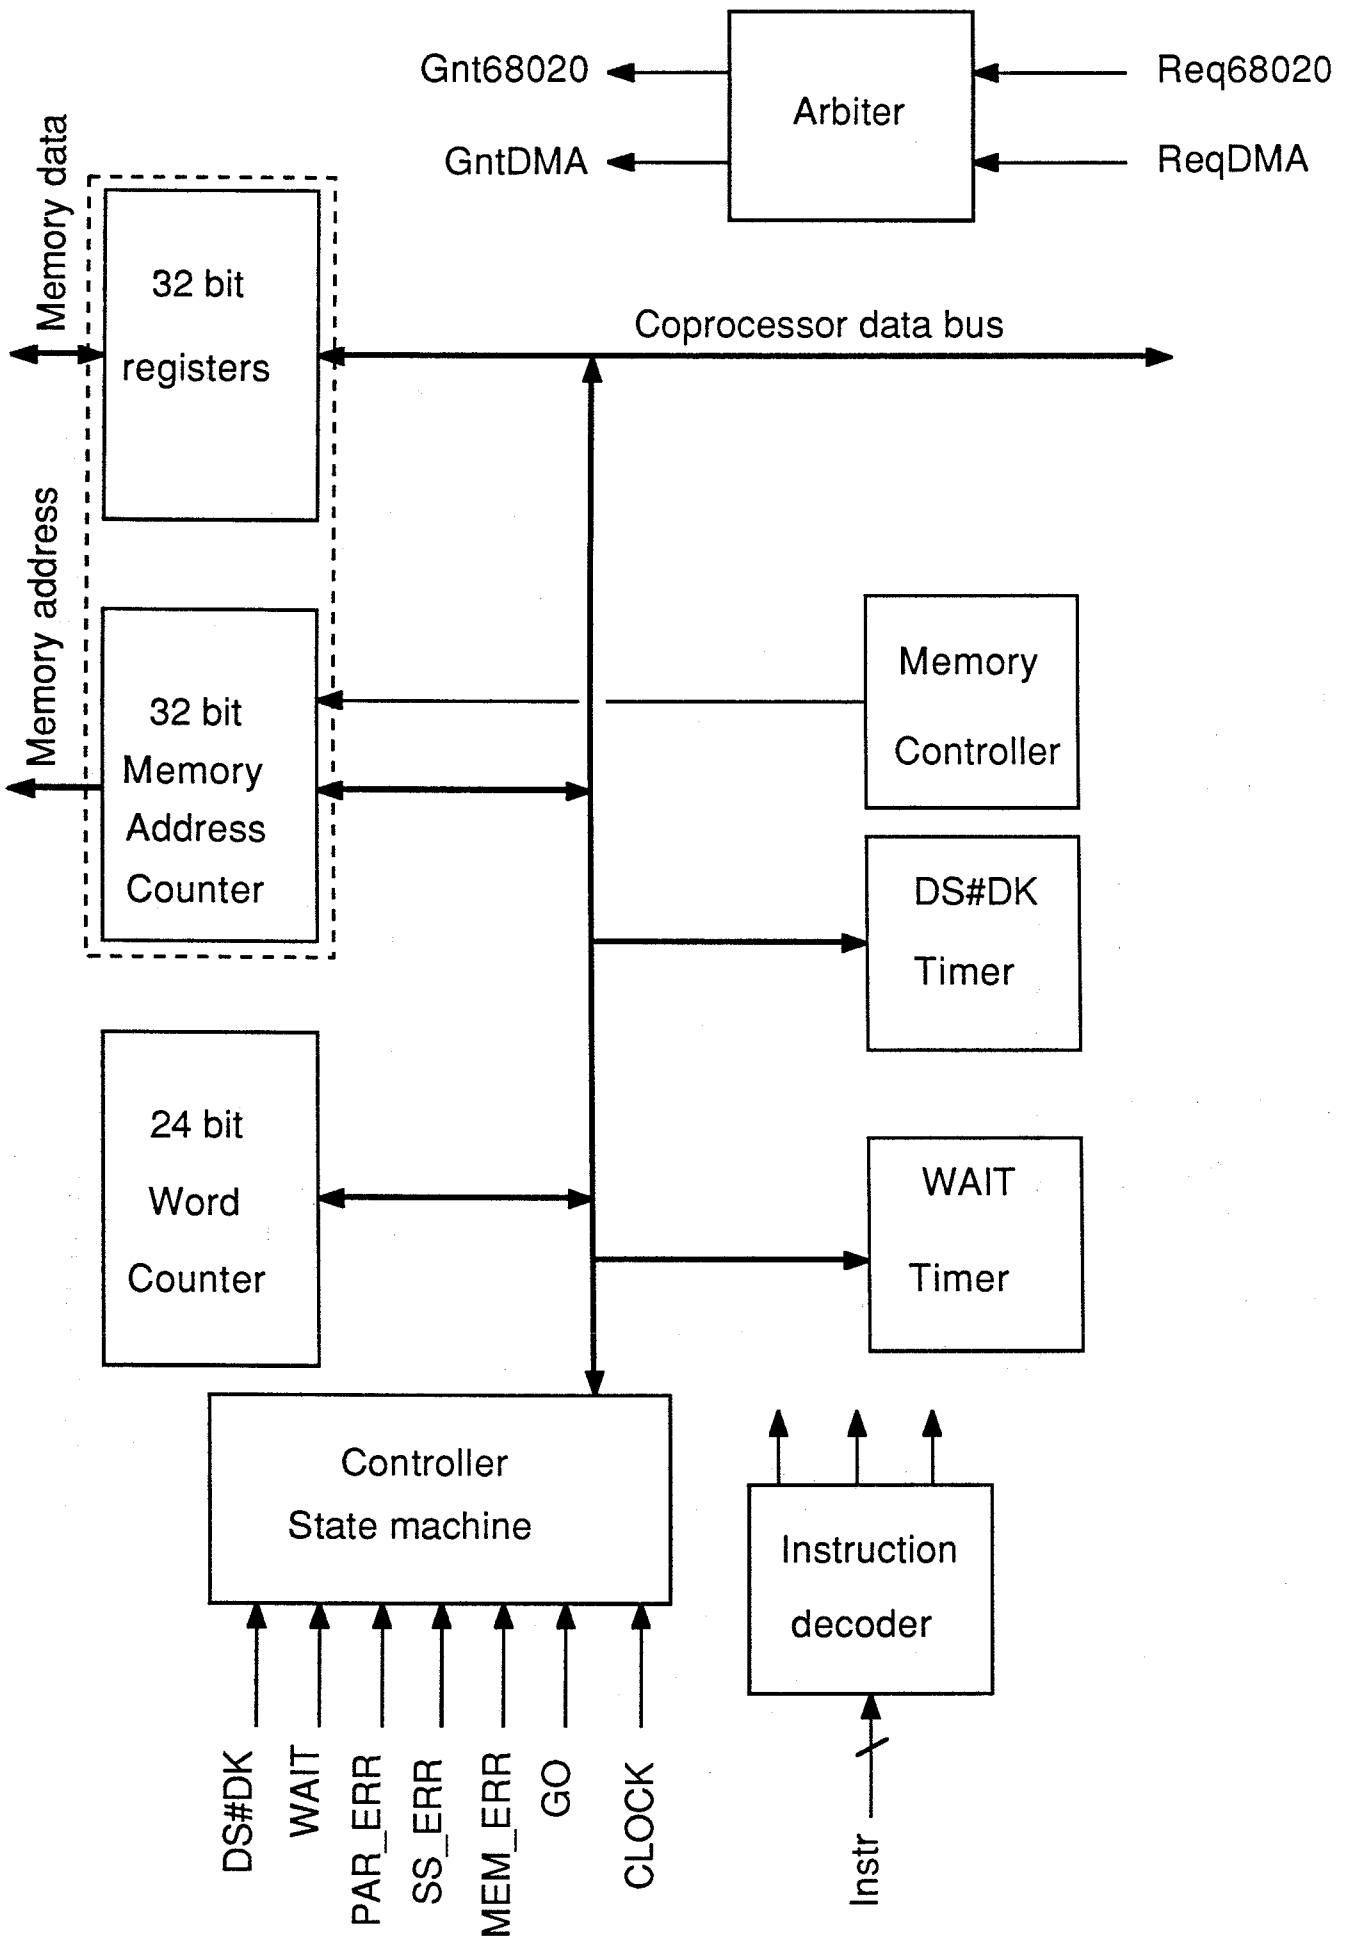 Gnt68020
Req68020
Arbiter
GntDMA
ReqDMA
Memory data
32 bit
registers
Coprocessor data bus
Memory address
32 bit
Memory
Address
Counter
Memory
Controller
DS#DK
Timer
24 bit
Word
Counter
WAIT
Timer
Controller
State machine
Instruction
decoder
DS#DK
WAIT
PAR_ERR
SS_ERR
MEM_ERR
GO
CLOCK
Instr